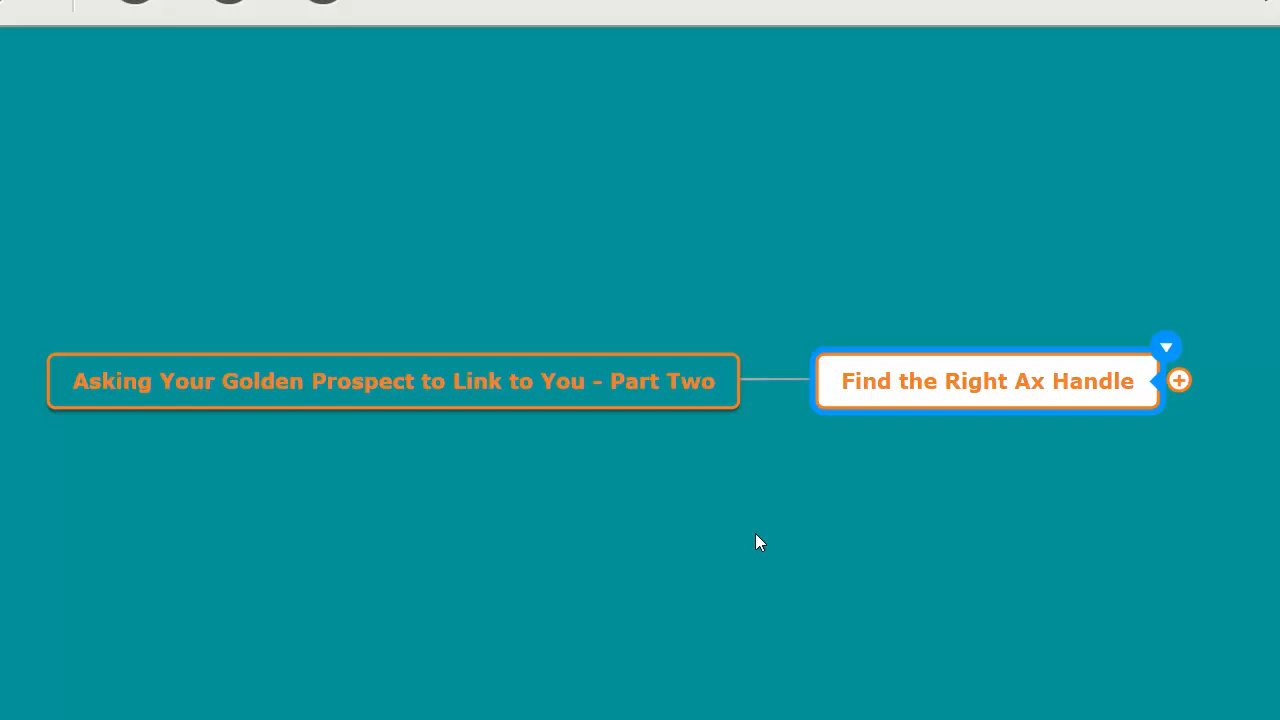 Asking Your Golden Prospect to Link to You - Part Two
Find the Right Ax Handle